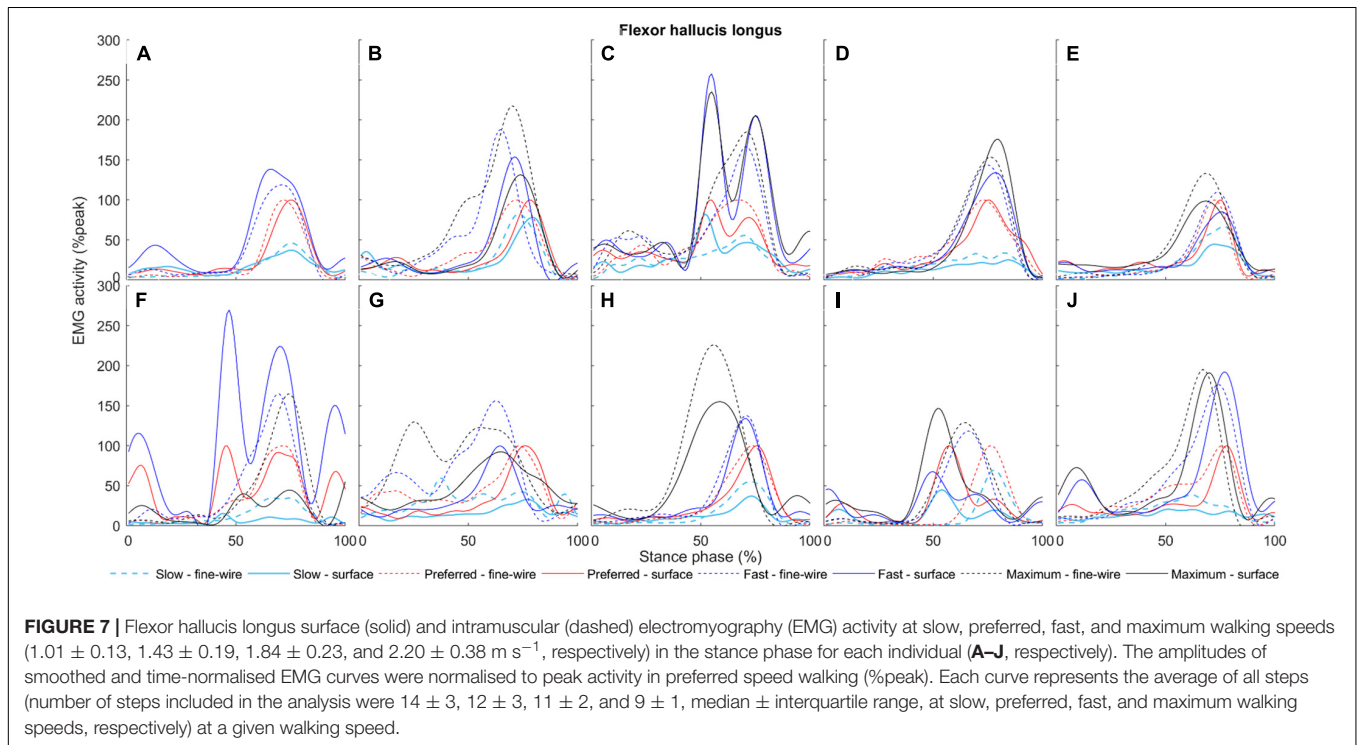 Flexor hallucis longus
300 A B C D E
250
200
150
100
50
0
EMG activity (%peak)
300 F G H I J
250
200
150
100
50
0
0 50 100 50 100 0 50 100 0 50 100 0 50 100
Stance phase (%)
Slow - fine-wire Slow - surface Preferred - fine-wire Preferred - surface Fast - fine-wire Fast - surface Maximum - fine-wire Maximum - surface
FIGURE 7 | Flexor hallucis longus surface (solid) and intramuscular (dashed) electromyography (EMG) activity at slow, preferred, fast, and maximum walking speeds
(1.01 ± 0.13, 1.43 ± 0.19, 1.84 ± 0.23, and 2.20 ± 0.38 m s⁻¹, respectively) in the stance phase for each individual (A–J, respectively). The amplitudes of
smoothed and time-normalised EMG curves were normalised to peak activity in preferred speed walking (%peak). Each curve represents the average of all steps
(number of steps included in the analysis were 14 ± 3, 12 ± 3, 11 ± 2, and 9 ± 1, median ± interquartile range, at slow, preferred, fast, and maximum walking
speeds, respectively) at a given walking speed.